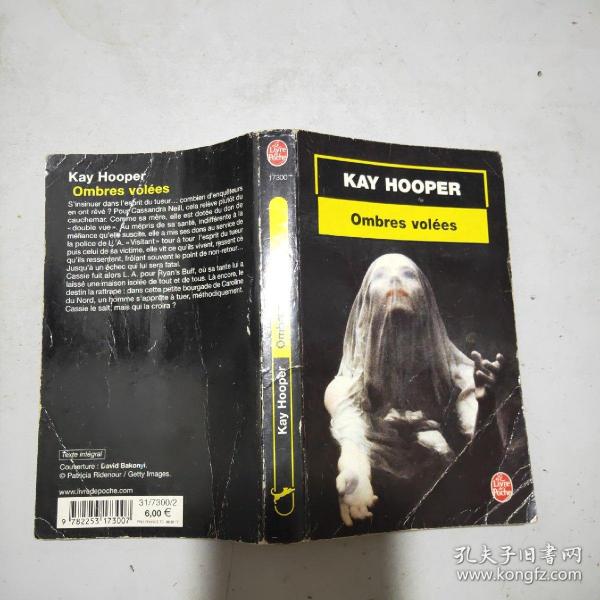 Kay Hooper
Ombres volées
S'insinuer dans l'esprit du tueur... combien d'enquêteurs
en ont rêvé ? Pour Cassandra Neill, cela relève plutôt du
cauchemar. Comme sa mère, elle est dotée du don de
« double vue ». Au mépris de sa santé, indifférente à la
méfiance qu'elle suscite, elle a mis ses dons au service de
la police de L. A. « Visitant » tour à tour l'esprit du tueur
puis celui de sa victime, elle vit ce qu'ils vivent, ressent ce
qu'ils ressentent, frôlant souvent le point de non-retour...
Jusqu'à un échec qui lui sera fatal.
Cassie fuit alors L. A. pour Ryan's Buff, où sa tante lui a
laissé une maison isolée de tout et de tous. Là encore, le
destin la rattrape : dans cette petite bourgade de Caroline
du Nord, un homme s'apprête à tuer, méthodiquement.
Cassie le sait, mais qui la croira ?
Texte intégral
Couverture : David Bakonyi.
© Patricia Ridenour / Getty Images.
www.livredepoche.com
31/7300/2
6,00 €
9 782253 173007
Le Livre de Poche
17300
Kay Hooper
Ombres
KAY HOOPER
Ombres volées
Le Livre de Poche
孔夫子旧书网
www.kongfz.com